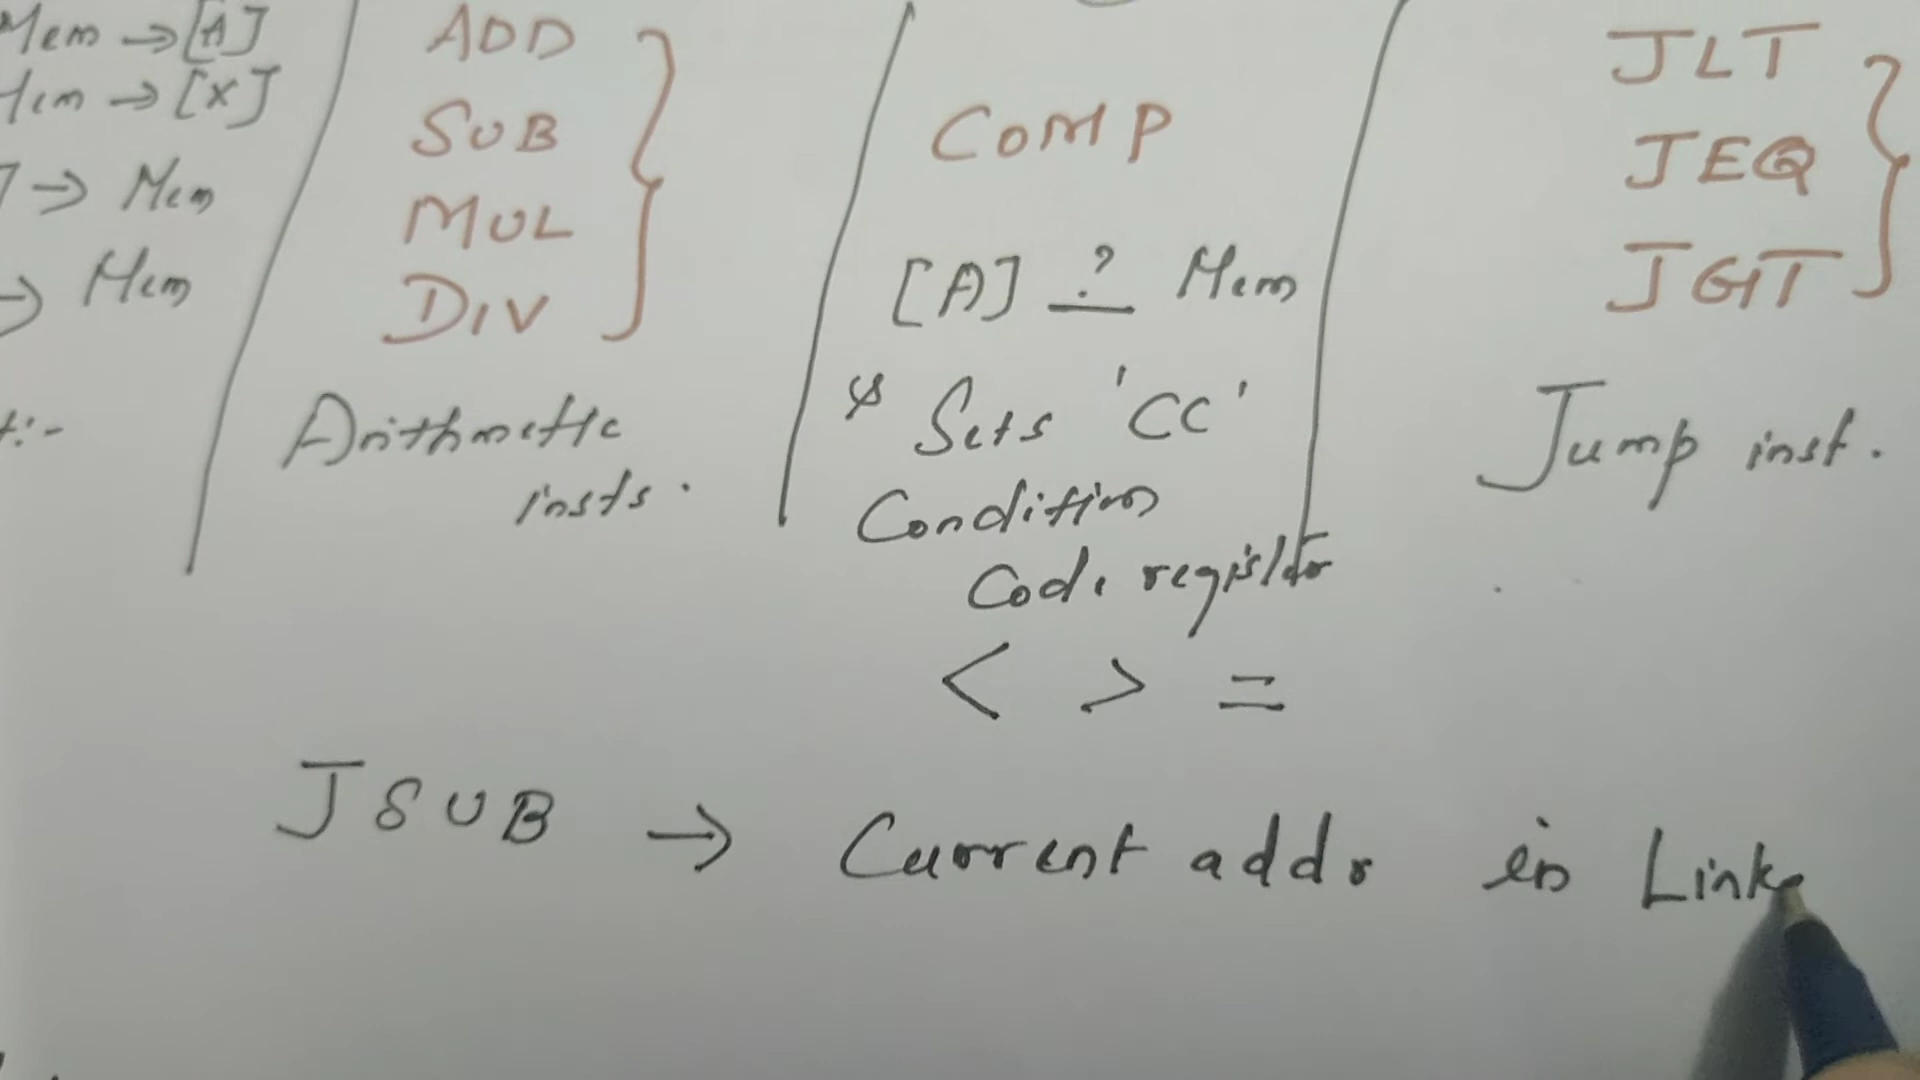 Mem → [A]
Mem → [X]
→ Mem
→ Mem
ADD
SUB
MUL
DIV
Arithmetic
insts.
COMP
[A] ? Mem
& Sets 'CC'
Condition
Code register
< > =
JLT
JEQ
JGT
Jump inst.
JSUB → Current addr in Link